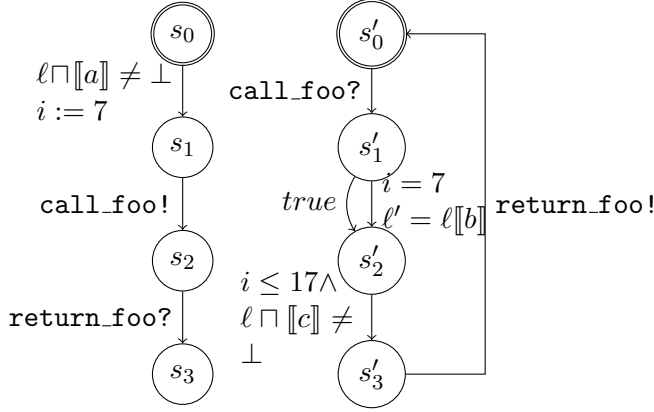 s₀
s′₀
ℓ⊓⟦a⟧ ≠ ⊥
i := 7
call_foo?
s₁
s′₁
call_foo!
true
i = 7
ℓ′ = ℓ⟦b⟧
return_foo!
s₂
s′₂
i ≤ 17∧
return_foo?
ℓ ⊓ ⟦c⟧ ≠
⊥
s₃
s′₃